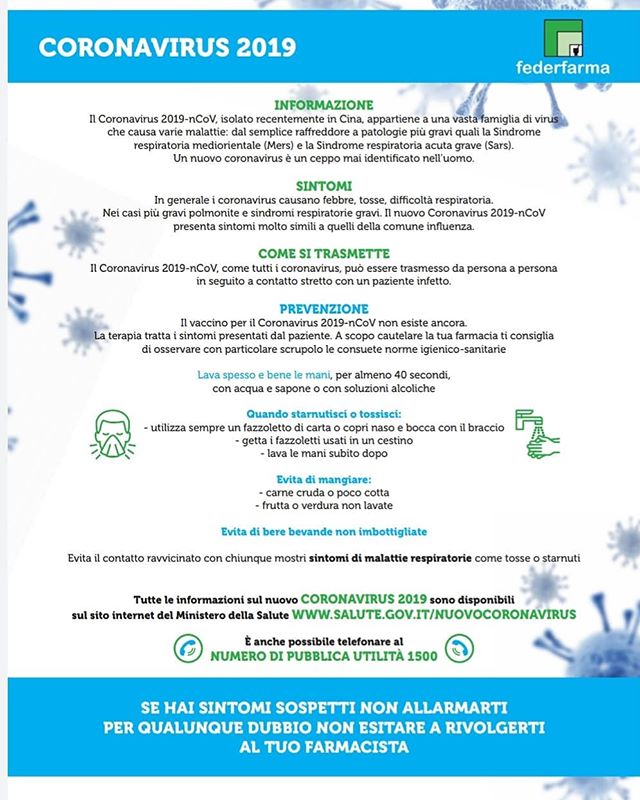 CORONAVIRUS 2019
federfarma
INFORMAZIONE
Il Coronavirus 2019-nCoV, isolato recentemente in Cina, appartiene a una vasta famiglia di virus
che causa varie malattie: dal semplice raffreddore a patologie più gravi quali la Sindrome
respiratoria mediorientale (Mers) e la Sindrome respiratoria acuta grave (Sars).
Un nuovo coronavirus è un ceppo mai identificato nell'uomo.
SINTOMI
In generale i coronavirus causano febbre, tosse, difficoltà respiratoria.
Nei casi più gravi polmonite e sindromi respiratorie gravi. Il nuovo Coronavirus 2019-nCoV
presenta sintomi molto simili a quelli della comune influenza.
COME SI TRASMETTE
Il Coronavirus 2019-nCoV, come tutti i coronavirus, può essere trasmesso da persona a persona
in seguito a contatto stretto con un paziente infetto.
PREVENZIONE
Il vaccino per il Coronavirus 2019-nCoV non esiste ancora.
La terapia tratta i sintomi presentati dal paziente. A scopo cautelare la tua farmacia ti consiglia
di osservare con particolare scrupolo le consuete norme igienico-sanitarie
Lava spesso e bene le mani, per almeno 40 secondi,
con acqua e sapone o con soluzioni alcoliche
Quando starnutisci o tossisci:
- utilizza sempre un fazzoletto di carta o copri naso e bocca con il braccio
- getta i fazzoletti usati in un cestino
- lava le mani subito dopo
Evita di mangiare:
- carne cruda o poco cotta
- frutta o verdura non lavate
Evita di bere bevande non imbottigliate
Evita il contatto ravvicinato con chiunque mostri sintomi di malattie respiratorie come tosse o starnuti
Tutte le informazioni sul nuovo CORONAVIRUS 2019 sono disponibili
sul sito internet del Ministero della Salute WWW.SALUTE.GOV.IT/NUOVOCORONAVIRUS
È anche possibile telefonare al
NUMERO DI PUBBLICA UTILITÀ 1500
SE HAI SINTOMI SOSPETTI NON ALLARMARTI
PER QUALUNQUE DUBBIO NON ESITARE A RIVOLGERTI
AL TUO FARMACISTA